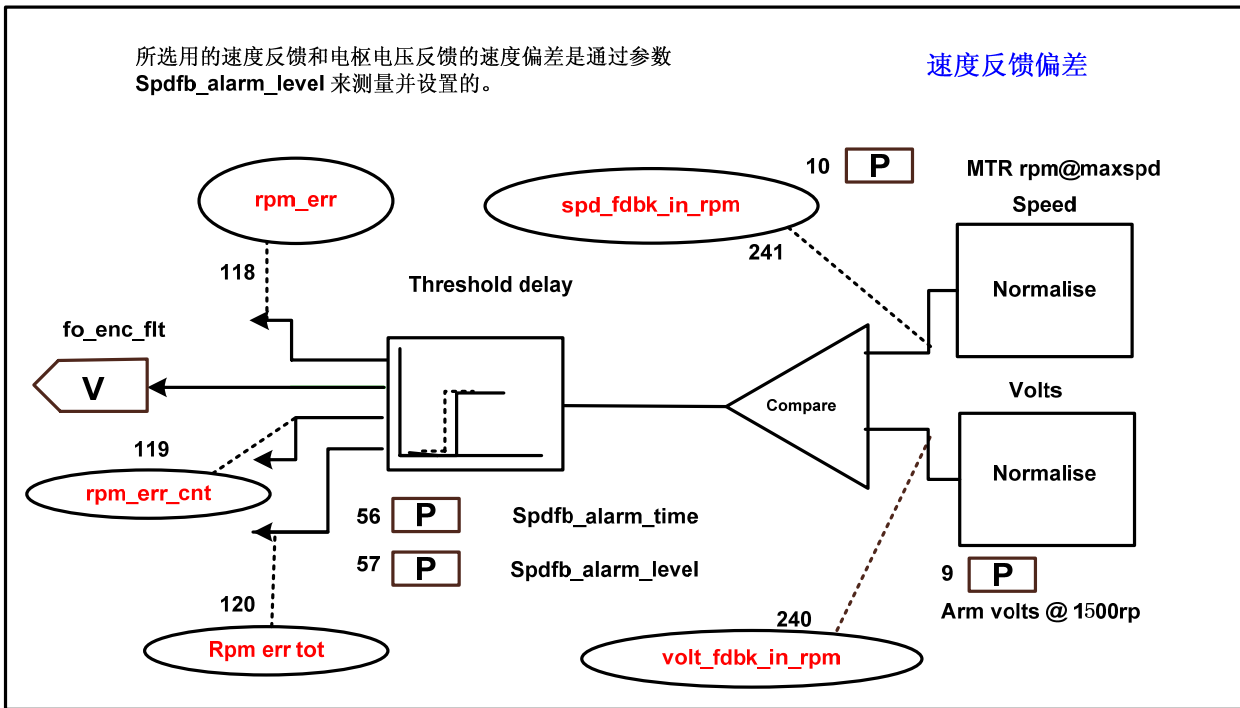 所选用的速度反馈和电枢电压反馈的速度偏差是通过参数
Spdfb_alarm_level 来测量并设置的。
速度反馈偏差
10 P MTR rpm@maxspd
rpm_err
spd_fdbk_in_rpm
Speed
241
118
Threshold delay
Normalise
fo_enc_flt
V
Volts
Compare
119
rpm_err_cnt
Normalise
56 P Spdfb_alarm_time
57 P Spdfb_alarm_level
9 P
120
Arm volts @ 1500rp
240
Rpm err tot
volt_fdbk_in_rpm